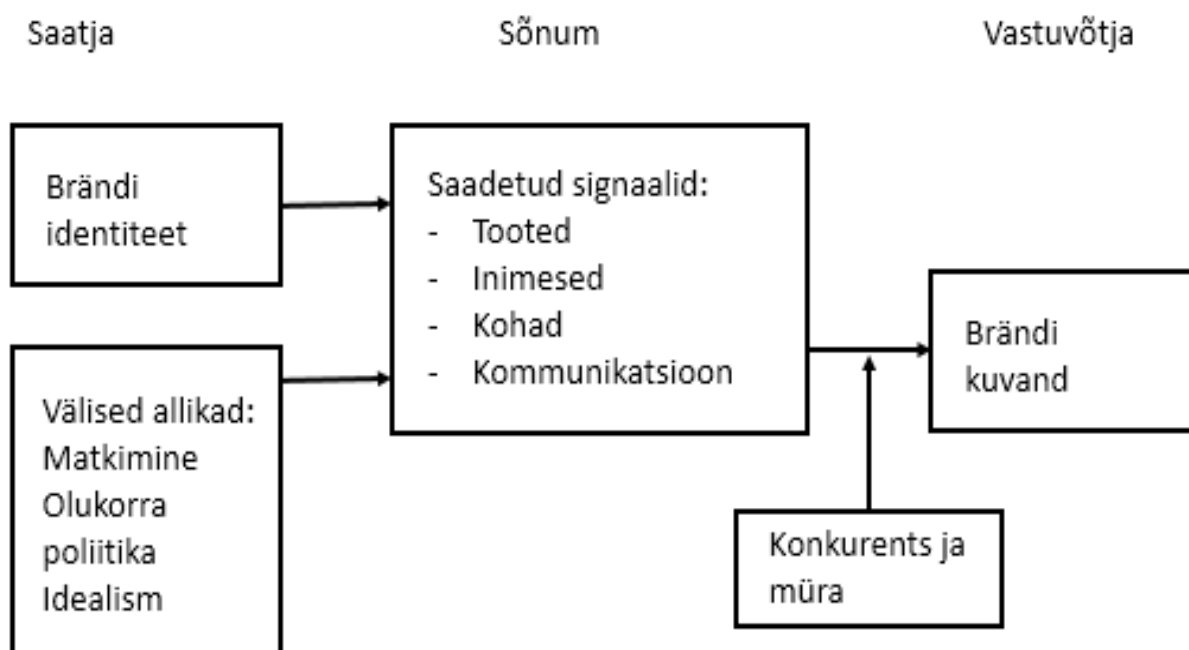 Saatja
Sõnum
Vastuvõtja
Brändi
identiteet
Välised allikad:
Matkimine
Olukorra
poliitika
Idealism
Saadetud signaalid:
- Tooted
- Inimesed
- Kohad
- Kommunikatsioon
Brändi
kuvand
Konkurents ja
müra